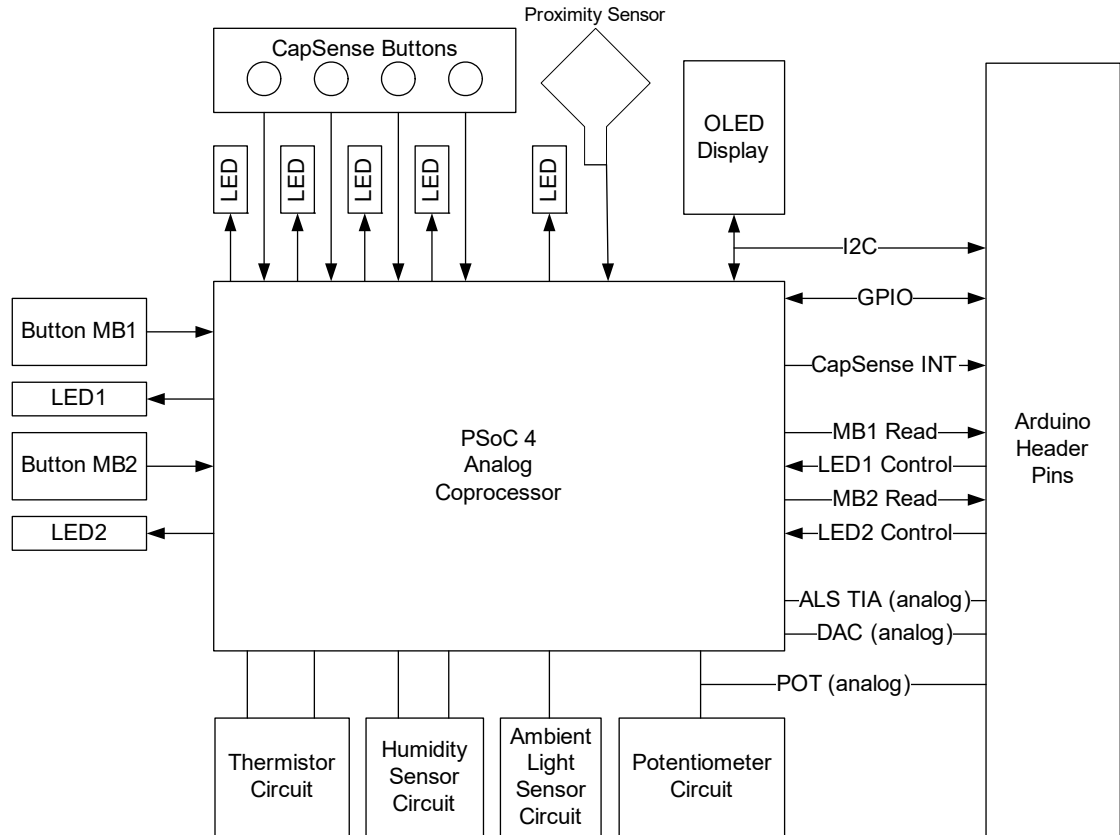 Proximity Sensor
CapSense Buttons
OLED
Display
LED
LED
LED
LED
LED
I2C
GPIO
Button MB1
CapSense INT
LED1
PSoC 4
Analog
Coprocessor
Arduino
Header
Pins
MB1 Read
Button MB2
LED1 Control
MB2 Read
LED2
LED2 Control
ALS TIA (analog)
DAC (analog)
POT (analog)
Thermistor
Circuit
Humidity
Sensor
Circuit
Ambient
Light
Sensor
Circuit
Potentiometer
Circuit